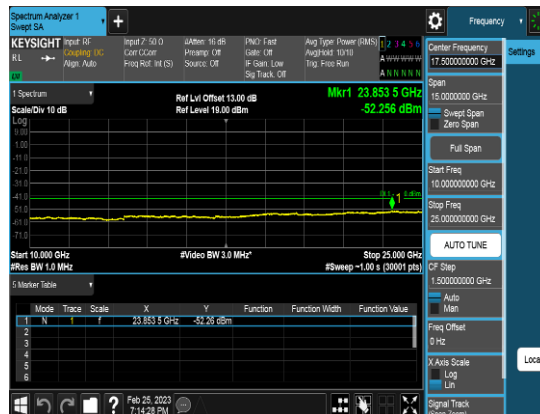 Spectrum Analyzer 1
Swept SA
Frequency
KEYSIGHT
Input: RF
Coupling: DC
Align: Auto
Input Z: 50 Ω
Corr CCorr
Freq Ref: Int (S)
#Atten: 16 dB
Preamp: Off
Source: Off
PNO: Fast
Gate: Off
IF Gain: Low
Sig Track: Off
Avg Type: Power (RMS)
Avg|Hold: 10/10
Trig: Free Run
1 2 3 4 5 6
A W W W W W
A N N N N N
RL
1 Spectrum
Scale/Div 10 dB
Ref Lvl Offset 13.00 dB
Ref Level 19.00 dBm
Mkr1 23.853 5 GHz
-52.256 dBm
Log
9.00
1.00
-11.0
-21.0
-31.0
-41.0
-51.0
-61.0
-71.0
1
Start 10.000 GHz
#Res BW 1.0 MHz
#Video BW 3.0 MHz*
Stop 25.000 GHz
#Sweep ~1.00 s (30001 pts)
5 Marker Table
Mode Trace Scale X Y Function Function Width Function Value
1 N 1 f 23.853 5 GHz -52.26 dBm
2
3
4
5
6
Feb 25, 2023
7:14:28 PM
Center Frequency
17.500000000 GHz
Settings
Span
15.0000000 GHz
Swept Span
Zero Span
Full Span
Start Freq
10.000000000 GHz
Stop Freq
25.000000000 GHz
AUTO TUNE
CF Step
1.500000000 GHz
Auto
Man
Freq Offset
0 Hz
X Axis Scale
Log
Lin
Loca
Signal Track